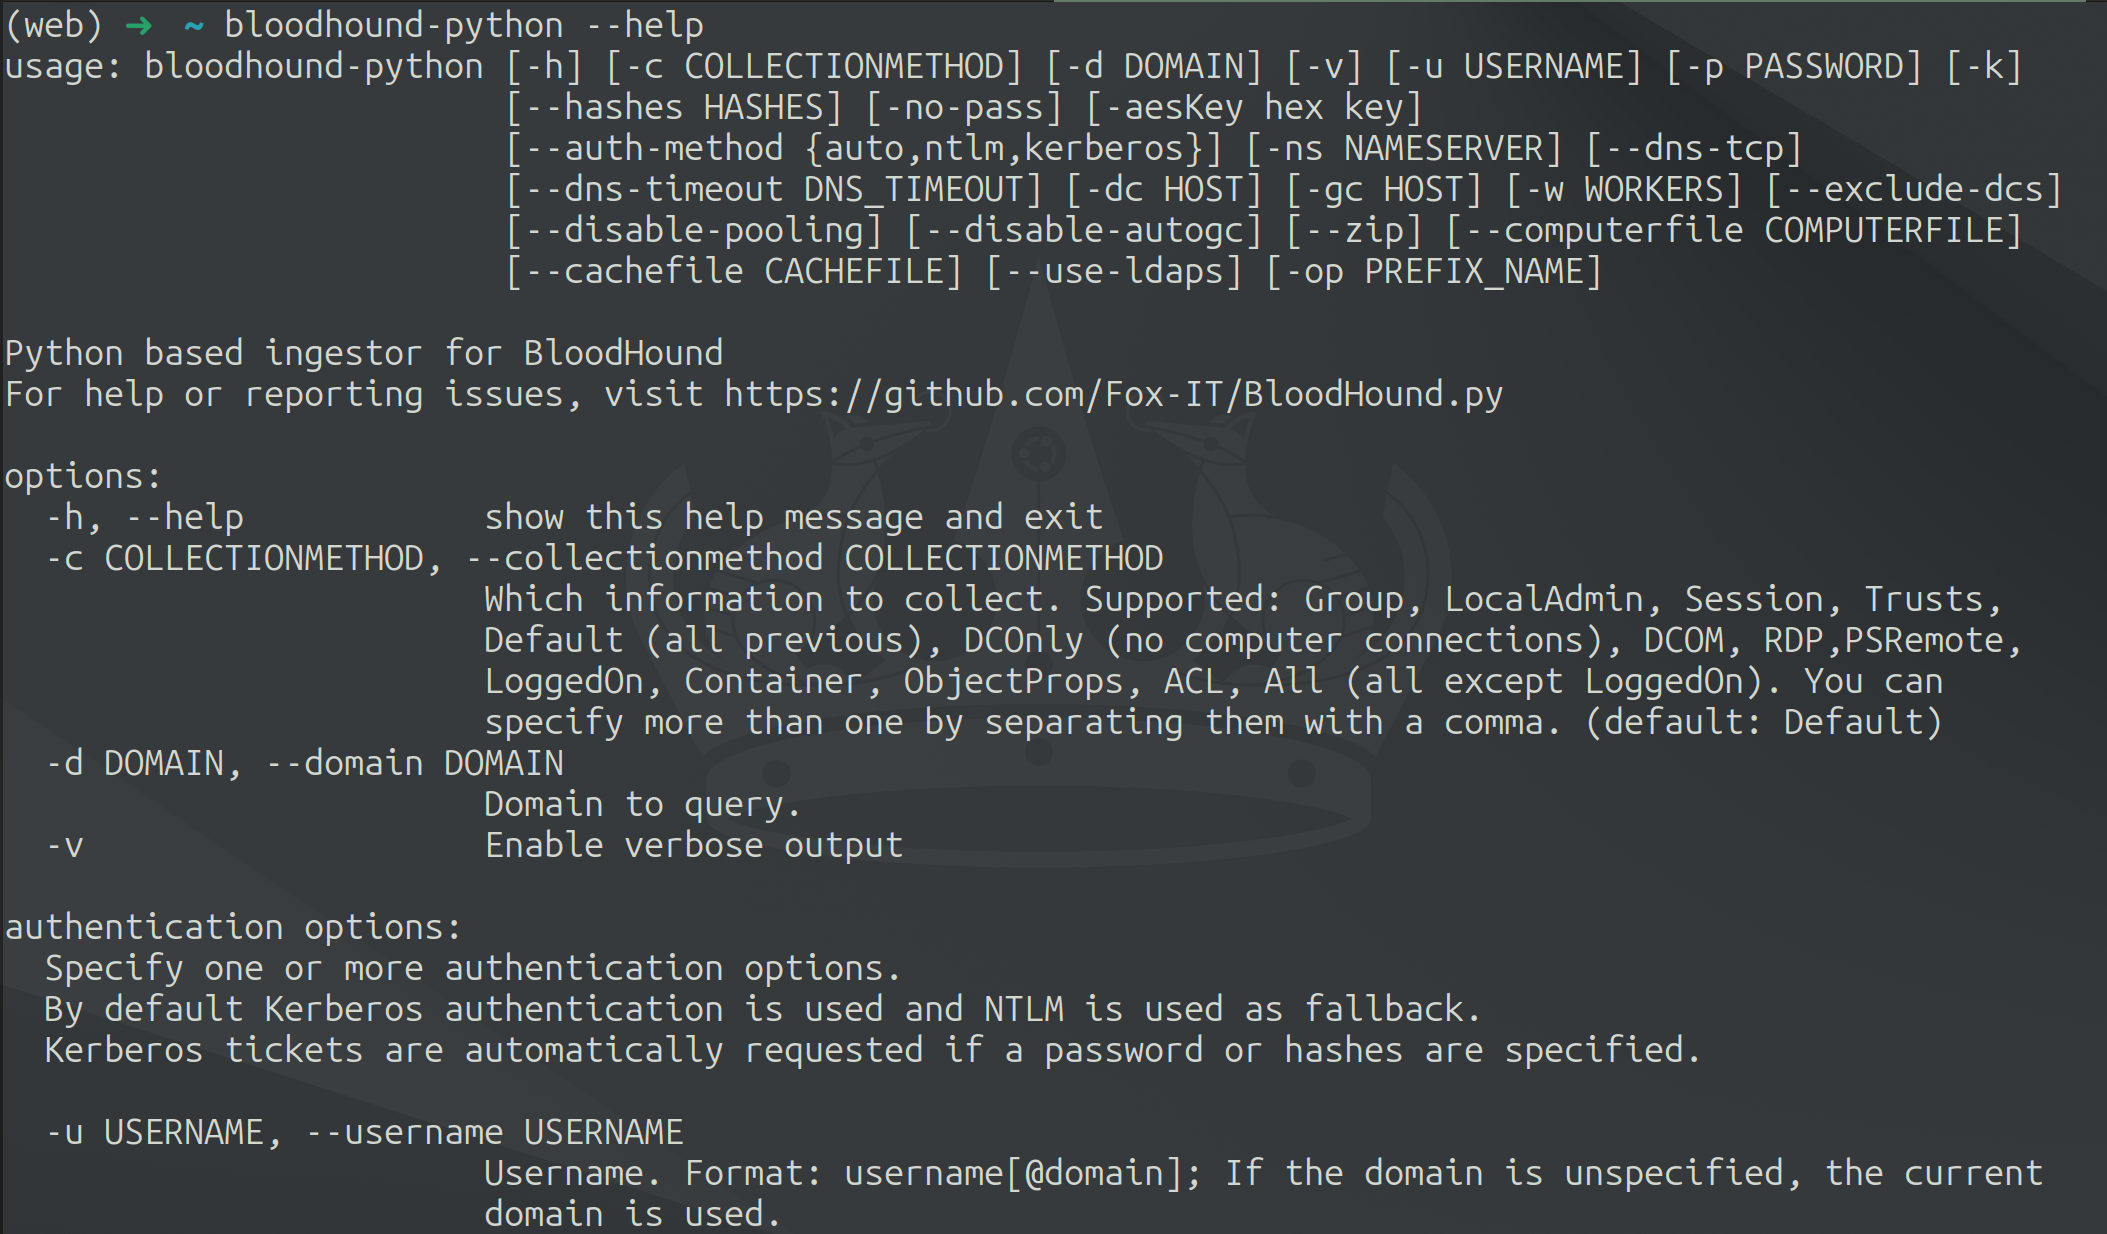 (web) ➜  ~ bloodhound-python --help
usage: bloodhound-python [-h] [-c COLLECTIONMETHOD] [-d DOMAIN] [-v] [-u USERNAME] [-p PASSWORD] [-k]
                         [--hashes HASHES] [-no-pass] [-aesKey hex key]
                         [--auth-method {auto,ntlm,kerberos}] [-ns NAMESERVER] [--dns-tcp]
                         [--dns-timeout DNS_TIMEOUT] [-dc HOST] [-gc HOST] [-w WORKERS] [--exclude-dcs]
                         [--disable-pooling] [--disable-autogc] [--zip] [--computerfile COMPUTERFILE]
                         [--cachefile CACHEFILE] [--use-ldaps] [-op PREFIX_NAME]

Python based ingestor for BloodHound
For help or reporting issues, visit https://github.com/Fox-IT/BloodHound.py

options:
  -h, --help            show this help message and exit
  -c COLLECTIONMETHOD, --collectionmethod COLLECTIONMETHOD
                        Which information to collect. Supported: Group, LocalAdmin, Session, Trusts,
                        Default (all previous), DCOnly (no computer connections), DCOM, RDP,PSRemote,
                        LoggedOn, Container, ObjectProps, ACL, All (all except LoggedOn). You can
                        specify more than one by separating them with a comma. (default: Default)
  -d DOMAIN, --domain DOMAIN
                        Domain to query.
  -v                    Enable verbose output

authentication options:
  Specify one or more authentication options.
  By default Kerberos authentication is used and NTLM is used as fallback.
  Kerberos tickets are automatically requested if a password or hashes are specified.

  -u USERNAME, --username USERNAME
                        Username. Format: username[@domain]; If the domain is unspecified, the current
                        domain is used.